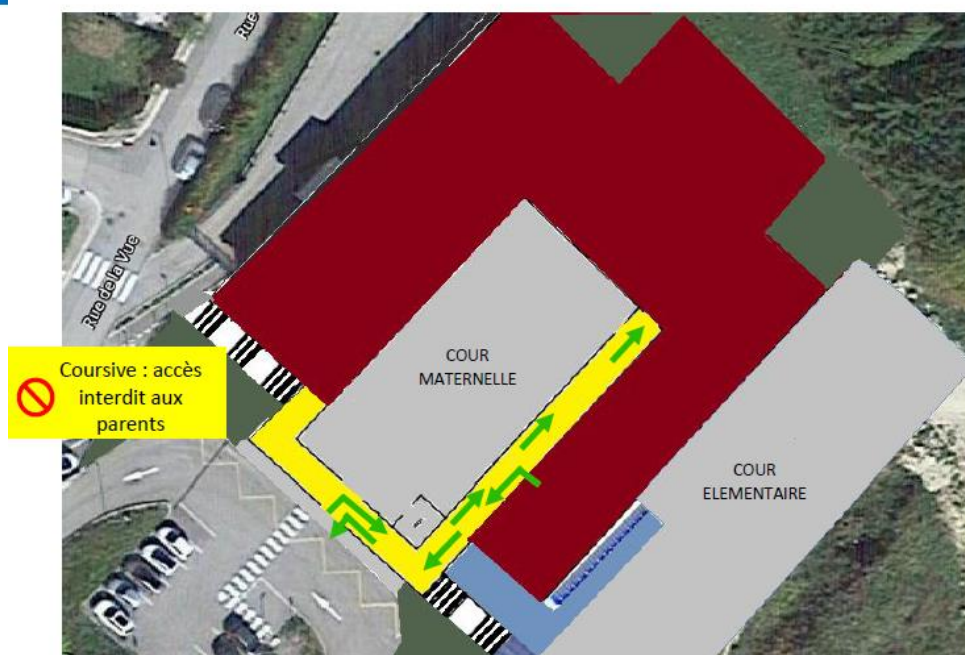 Rue
Rue de la Vue
Coursive : accès
interdit aux
parents
COUR
MATERNELLE
COUR
ELEMENTAIRE